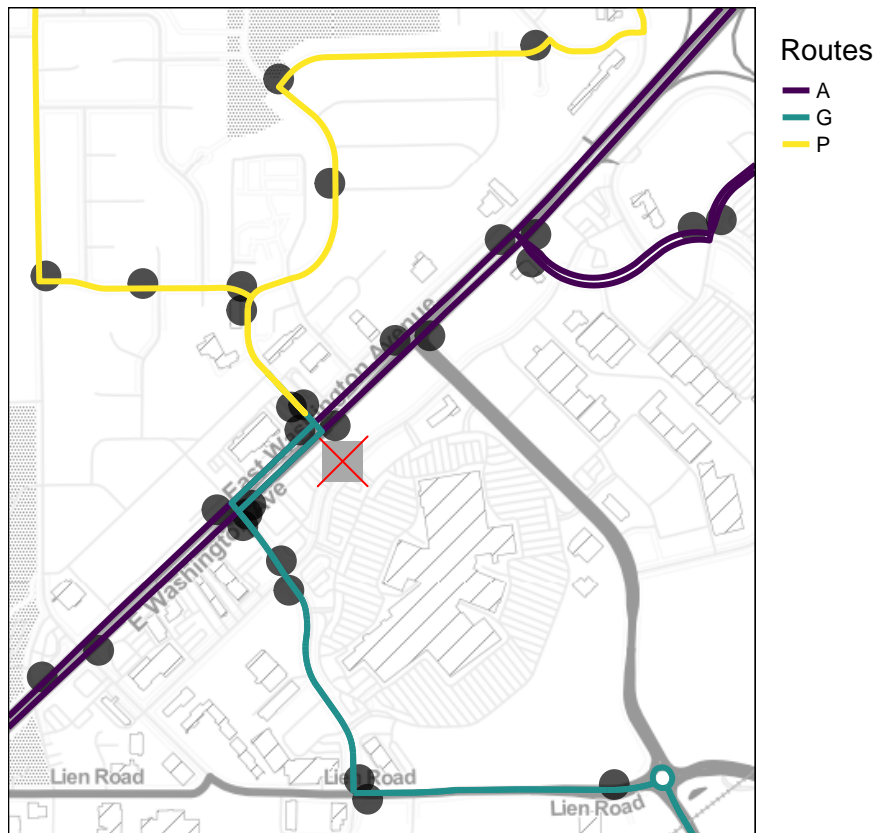 Routes
A
G
P
East Washington Avenue
E Washington Ave
Lien Road
Lien Road
Lien Road